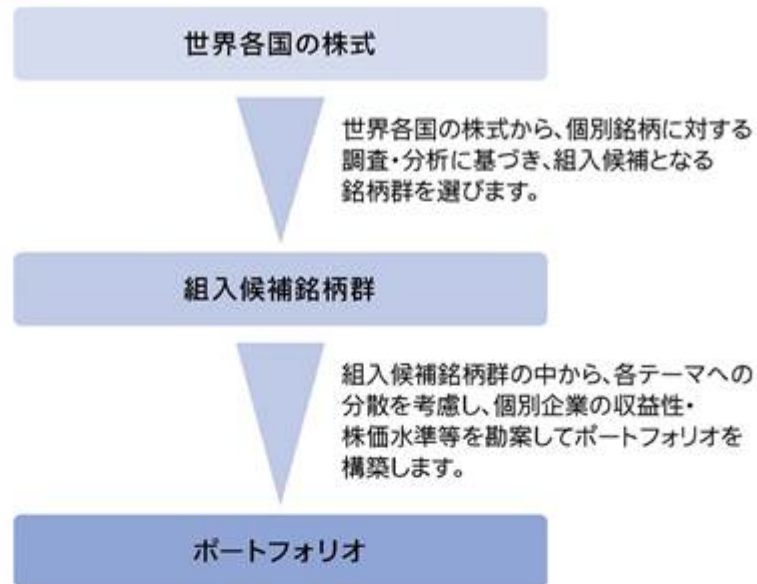 世界各国の株式
世界各国の株式から、個別銘柄に対する
調査・分析に基づき、組入候補となる
銘柄群を選びます。
組入候補銘柄群
組入候補銘柄群の中から、各テーマへの
分散を考慮し、個別企業の収益性・
株価水準等を勘案してポートフォリオを
構築します。
ポートフォリオ